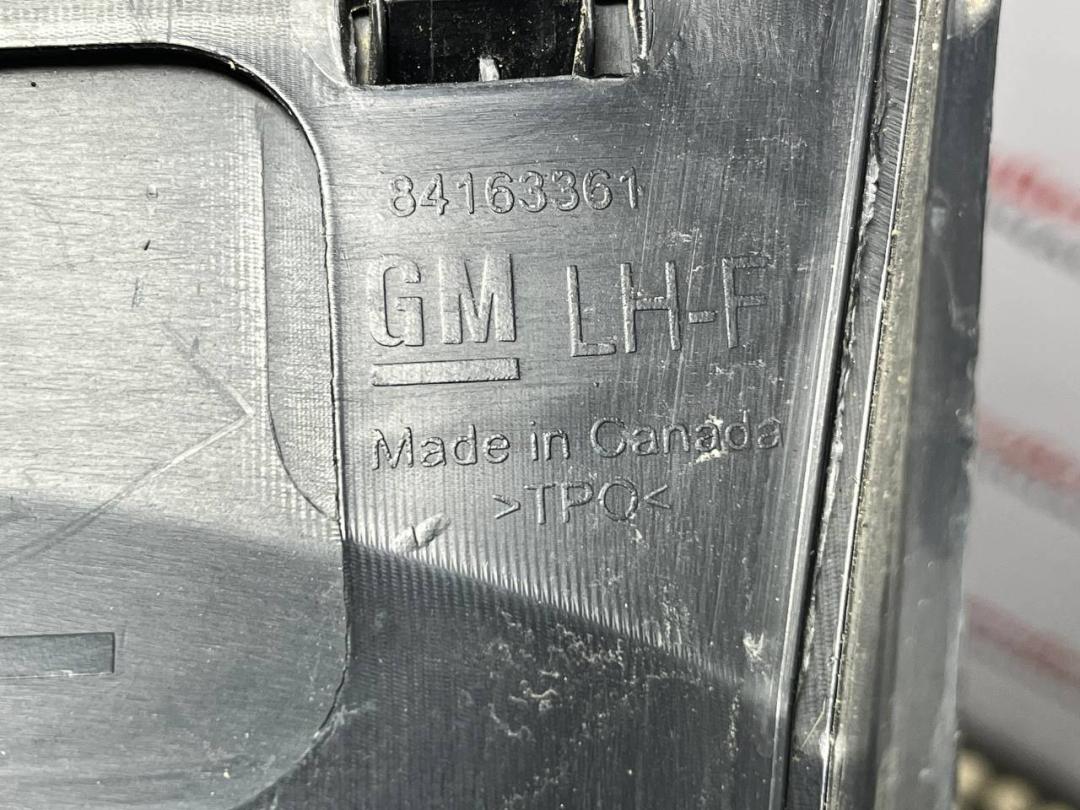 84163361
GM LH-F
Made in Canada
>TPO<